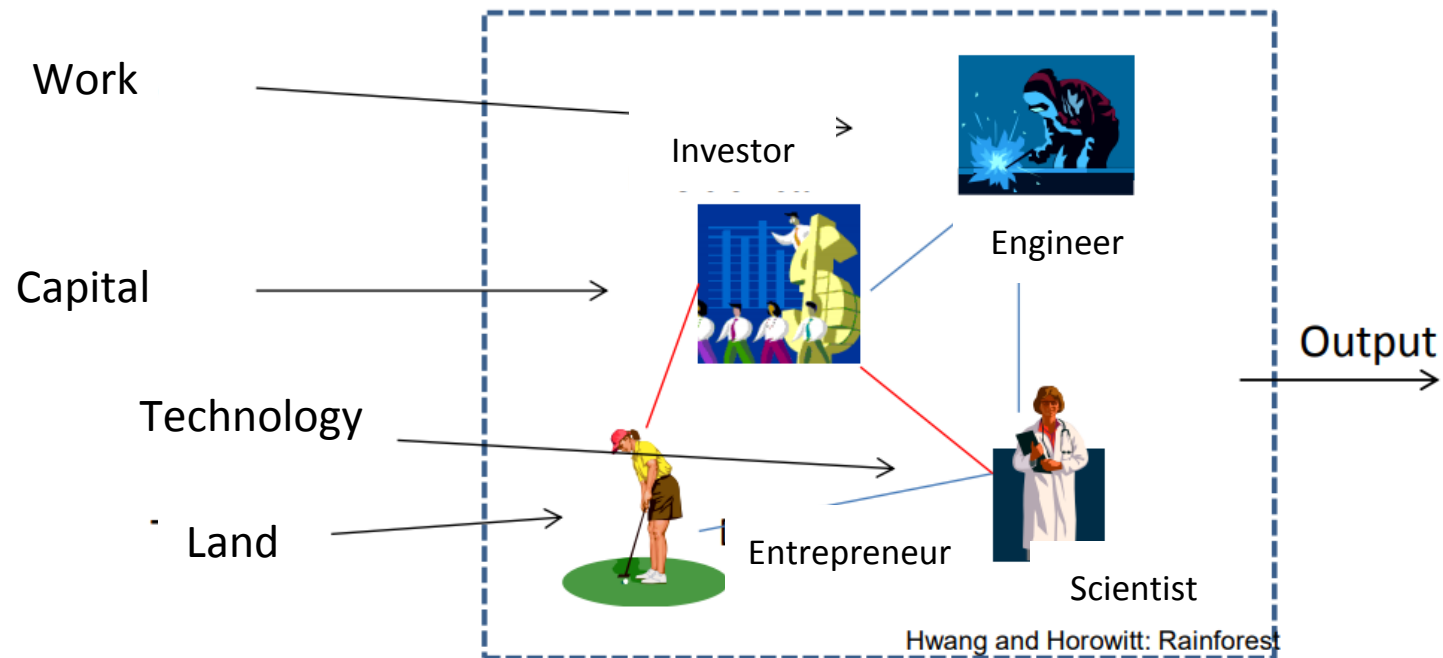 Work
Investor
Engineer
Capital
Output
Technology
Land
Entrepreneur
Scientist
Hwang and Horowitt: Rainforest